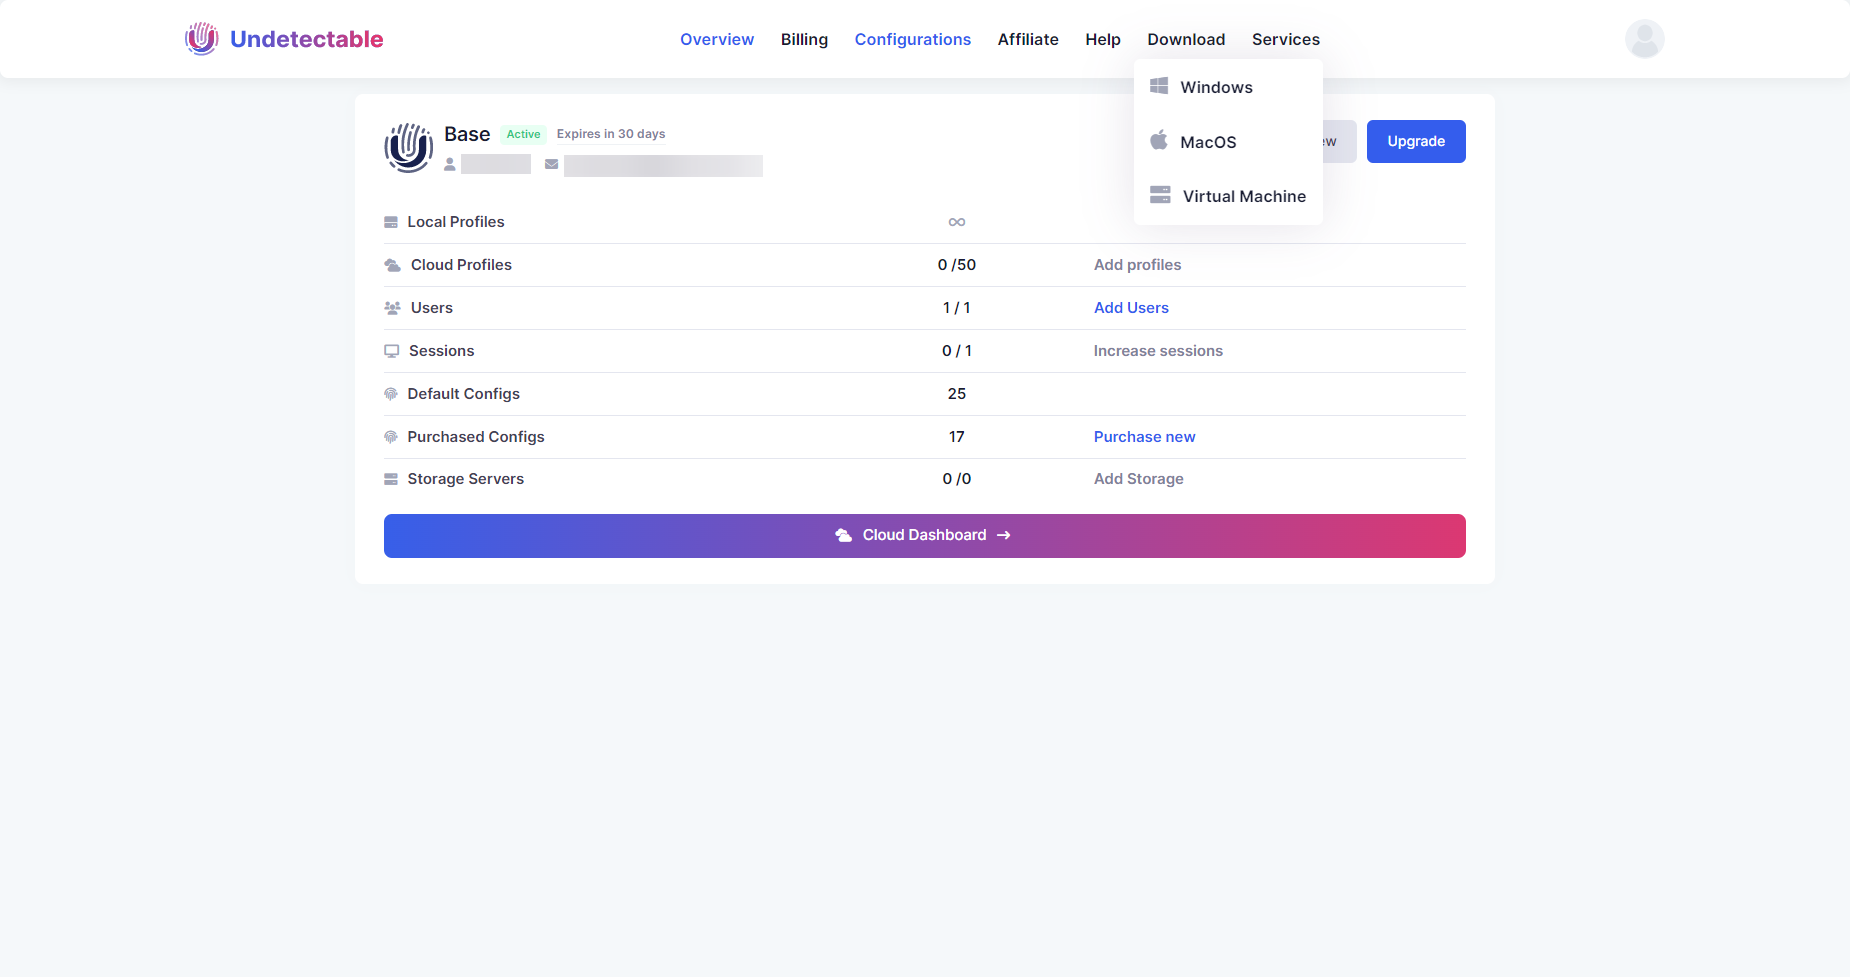 Undetectable
Overview Billing Configurations Affiliate Help Download Services
Windows
MacOS
Virtual Machine
Base Active Expires in 30 days
Upgrade
Local Profiles ∞
Cloud Profiles 0 /50 Add profiles
Users 1 / 1 Add Users
Sessions 0 / 1 Increase sessions
Default Configs 25
Purchased Configs 17 Purchase new
Storage Servers 0 /0 Add Storage
Cloud Dashboard →